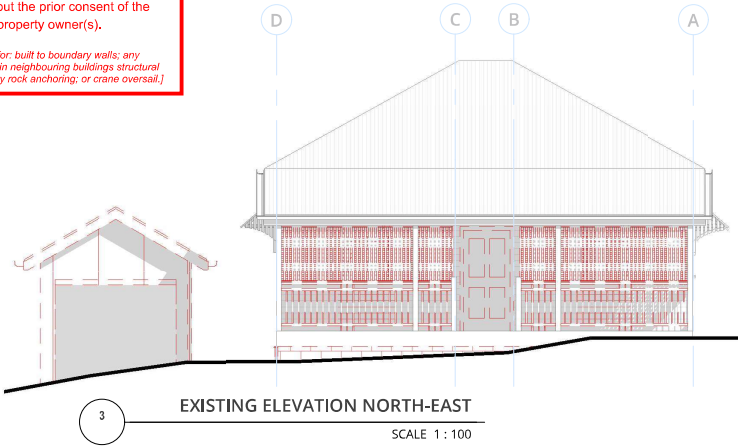 out the prior consent of the
property owner(s).
for: built to boundary walls; any
in neighbouring buildings structural
y rock anchoring; or crane oversail.]
D
C
B
A
3
EXISTING ELEVATION NORTH-EAST
SCALE 1 : 100